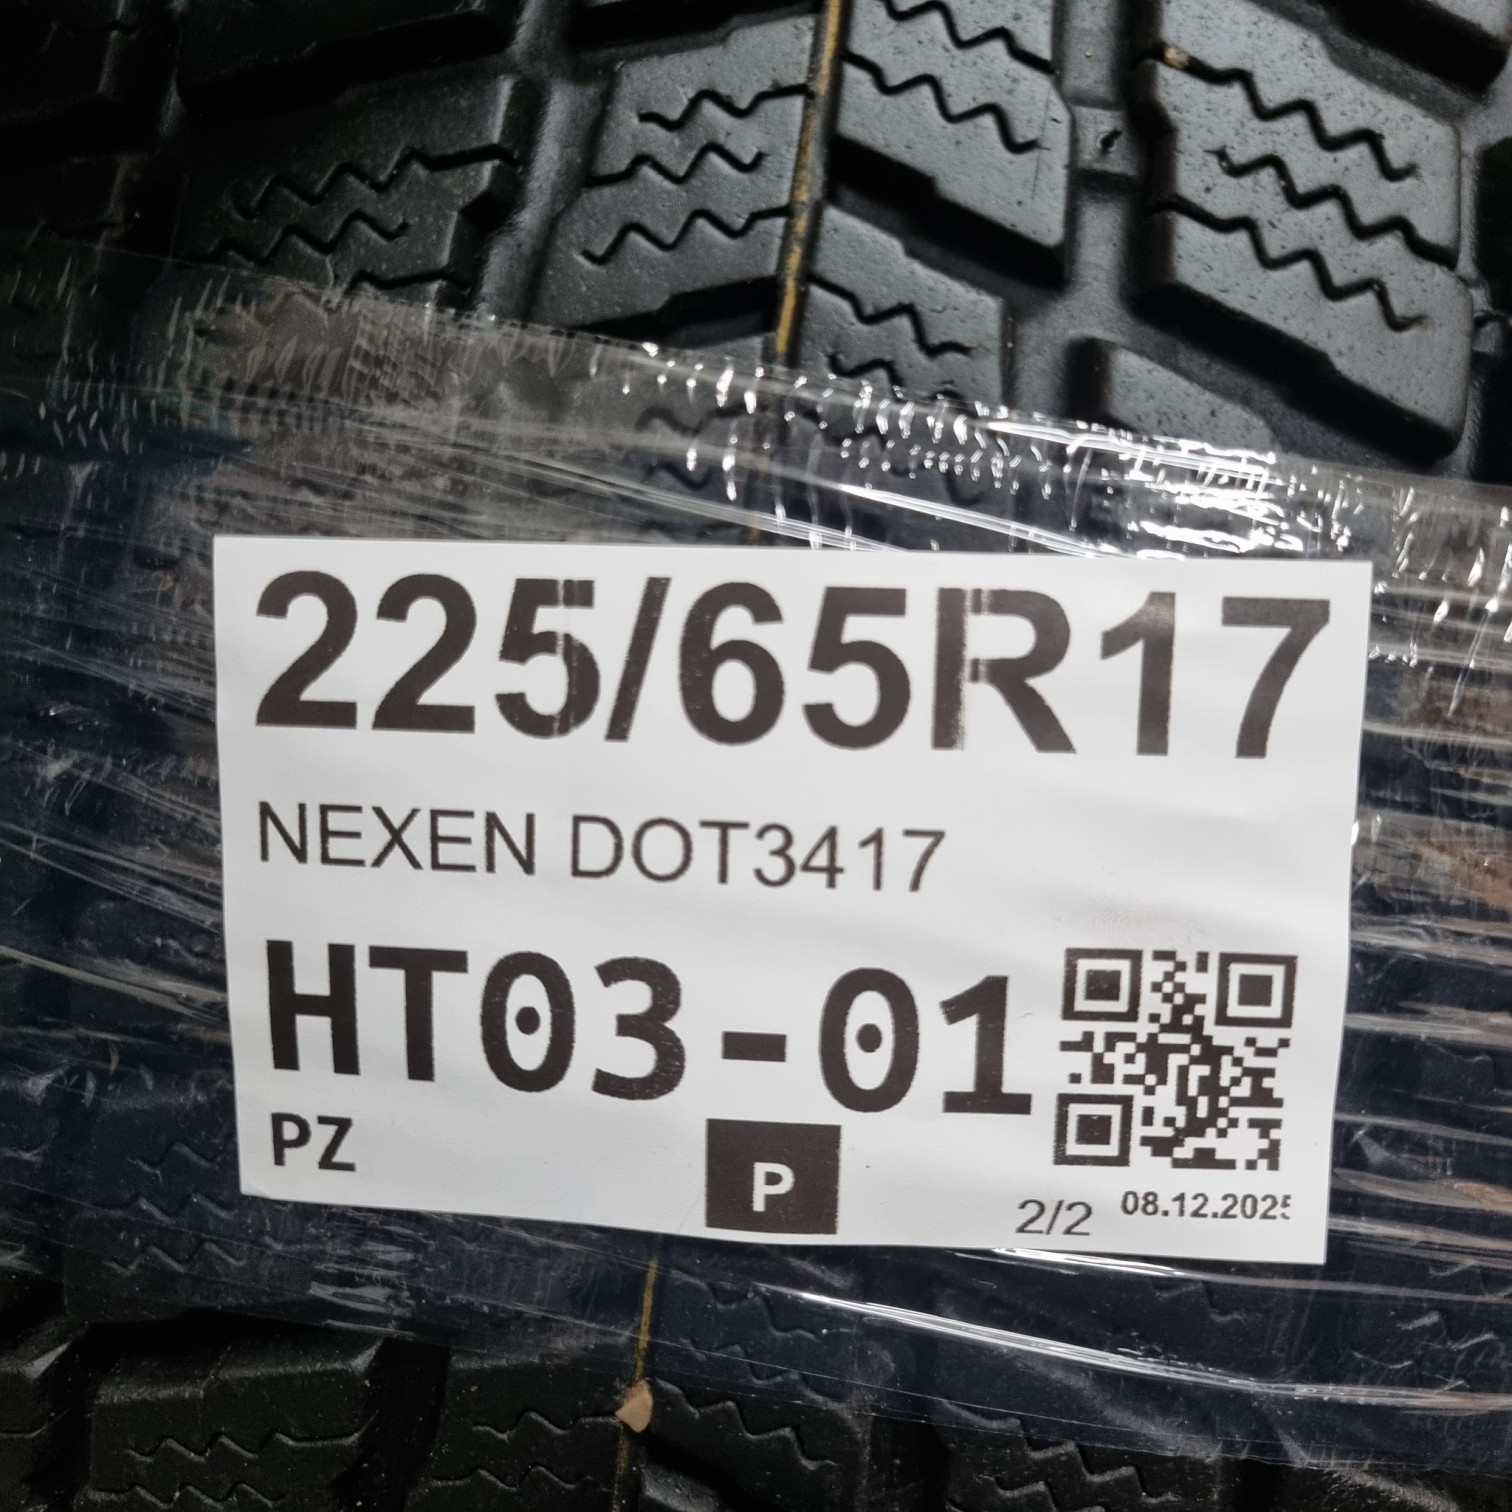 225/65R17
NEXEN DOT3417
HT03-01
PZ
P
2/2
08.12.2025